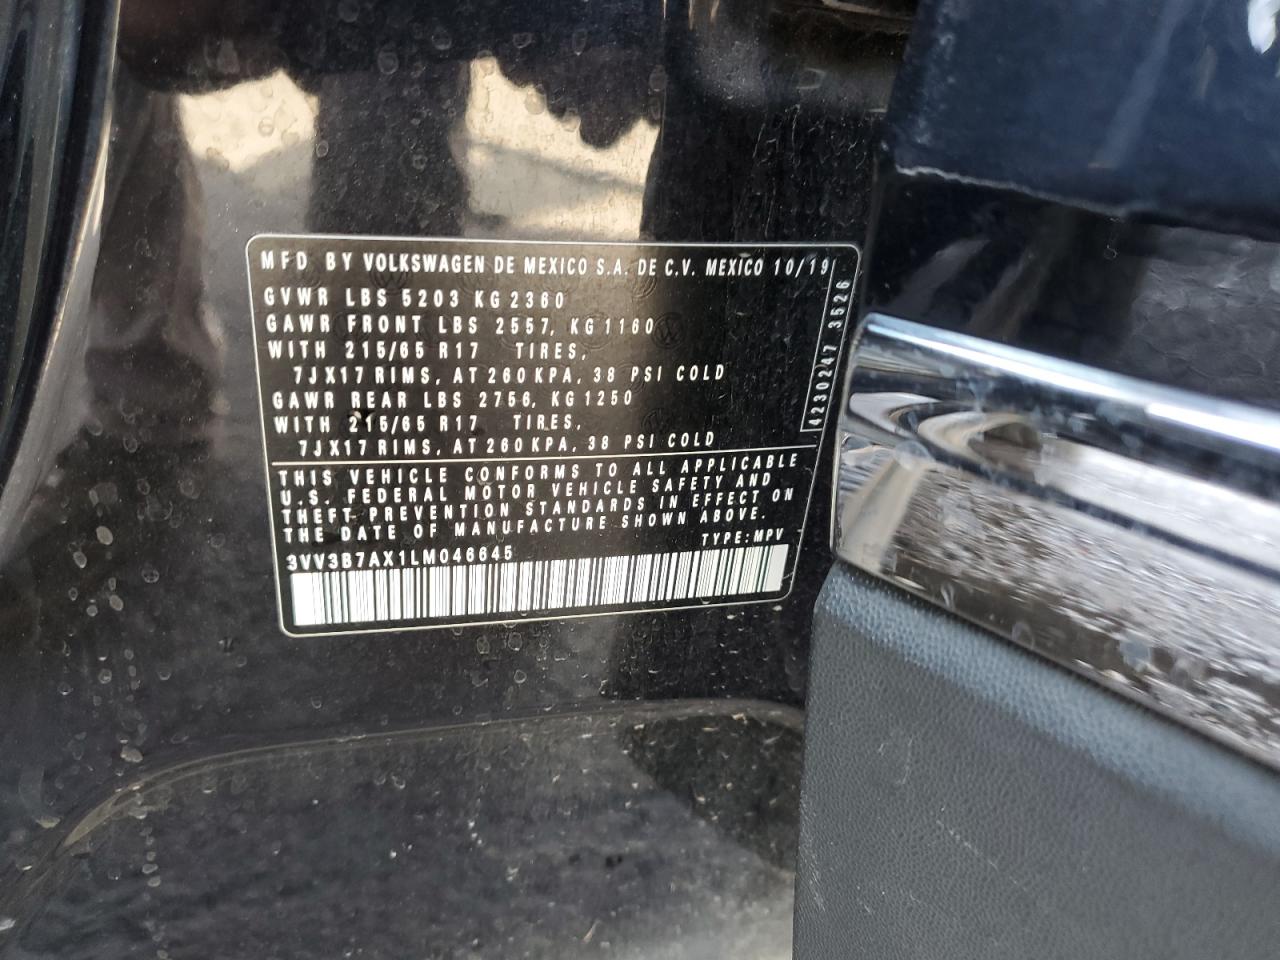 MFD BY VOLKSWAGEN DE MEXICO S.A. DE C.V. MEXICO 10/19
GVWR LBS 5203 KG 2360
GAWR FRONT LBS 2557, KG 1160
WITH 215/65 R17 TIRES,
7JX17 RIMS, AT 260 KPA, 38 PSI COLD
GAWR REAR LBS 2756, KG 1250
WITH 215/65 R17 TIRES,
7JX17 RIMS, AT 260 KPA, 38 PSI COLD
4230247 3526
THIS VEHICLE CONFORMS TO ALL APPLICABLE
U.S. FEDERAL MOTOR VEHICLE SAFETY AND
THEFT PREVENTION STANDARDS IN EFFECT ON
THE DATE OF MANUFACTURE SHOWN ABOVE.
TYPE: MPV
3VV3B7AX1LM046645